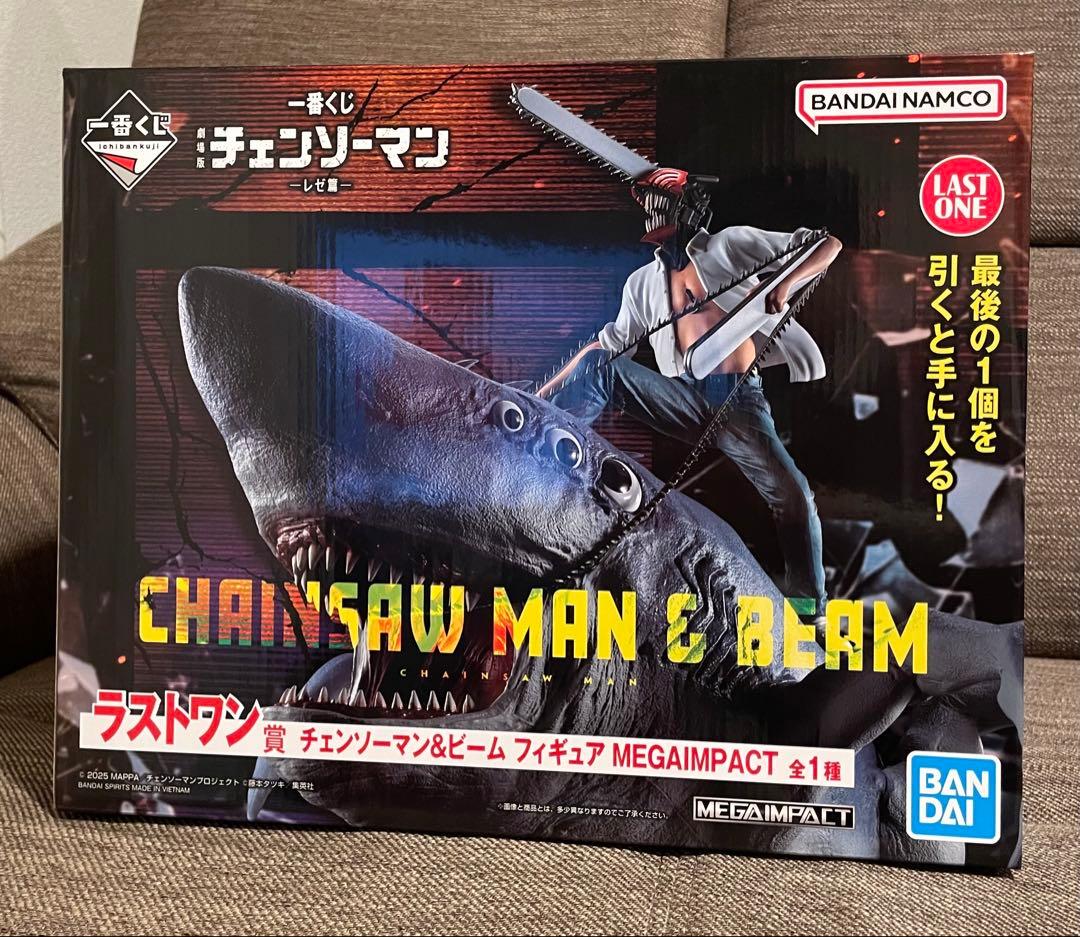 一番くじ
ichibankuji
一番くじ
劇場版
チェンソーマン
―レゼ篇―
BANDAI NAMCO
LAST
ONE
最後の1個を
引くと手に入る！
CHAINSAW MAN & BEAM
CHAINSAW MAN
ラストワン賞 チェンソーマン&ビーム フィギュア MEGAIMPACT 全1種
© 2025 MAPPA／チェンソーマンプロジェクト ©藤本タツキ／集英社
BANDAI SPIRITS MADE IN VIETNAM
※画像と商品とは、多少異なりますのでご了承ください。
MEGAIMPACT
BAN
DAI